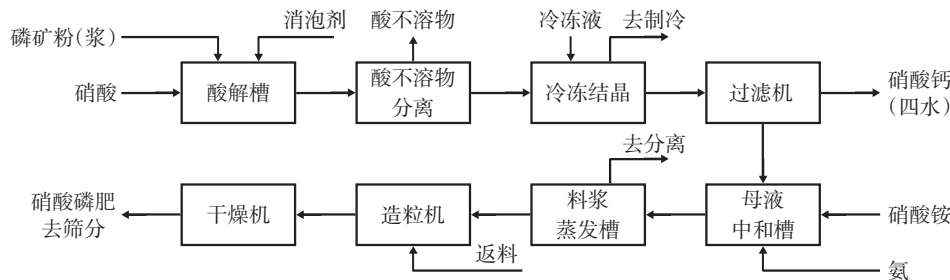 消泡剂
酸不溶物
冷冻液
去制冷
磷矿粉(浆)
硝酸
酸解槽
酸不溶物
分离
冷冻结晶
过滤机
硝酸钙
(四水)
去分离
硝酸磷肥
去筛分
干燥机
造粒机
料浆
蒸发槽
母液
中和槽
硝酸铵
返料
氨